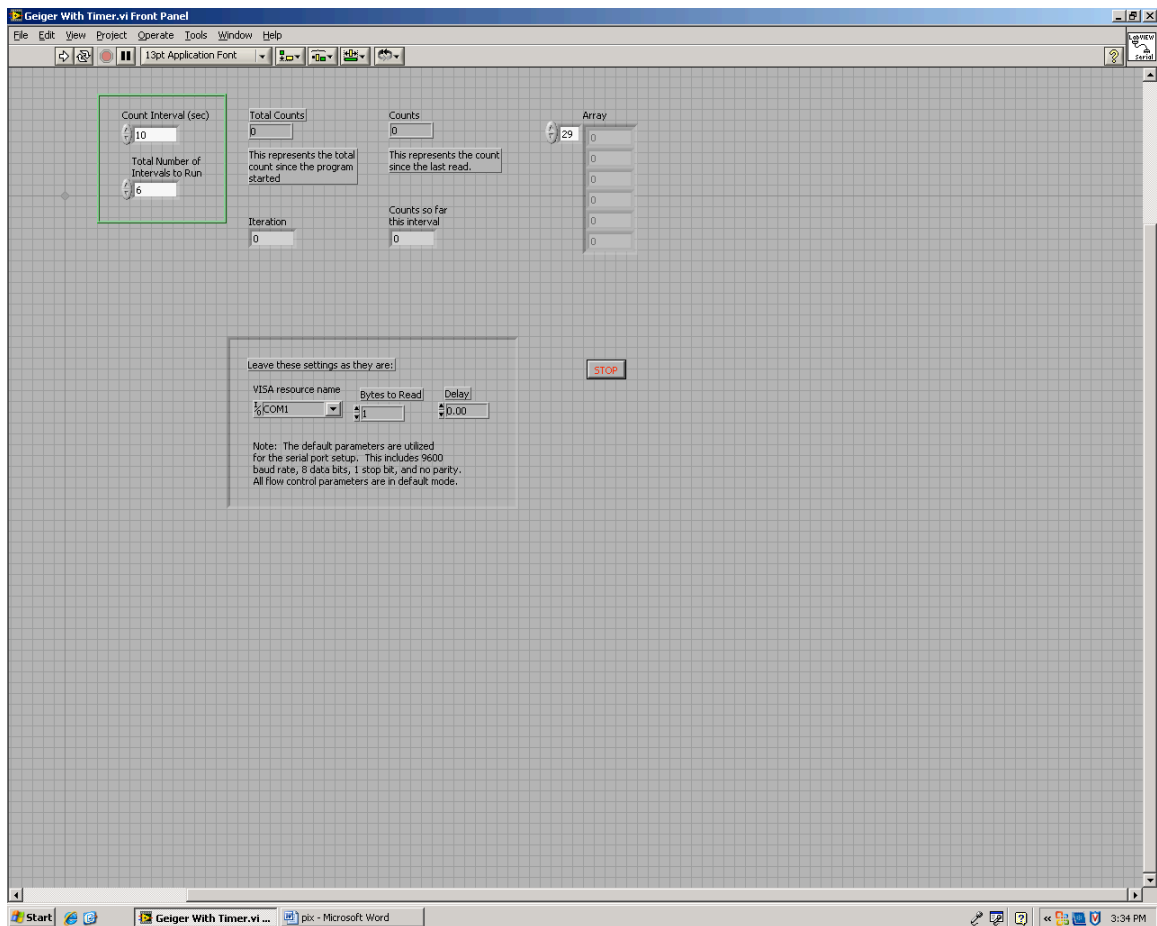 Geiger With Timer.vi Front Panel
File Edit View Project Operate Tools Window Help
13pt Application Font
LabVIEW
Serial
Count Interval (sec)
10
Total Number of
Intervals to Run
6
Total Counts
0
This represents the total
count since the program
started
Iteration
0
Counts
0
This represents the count
since the last read.
Counts so far
this interval
0
Array
29
0
0
0
0
0
0
Leave these settings as they are:
VISA resource name
COM1
Bytes to Read
1
Delay
0.00
Note: The default parameters are utilized
for the serial port setup. This includes 9600
baud rate, 8 data bits, 1 stop bit, and no parity.
All flow control parameters are in default mode.
STOP
Start
Geiger With Timer.vi ...
pix - Microsoft Word
3:34 PM